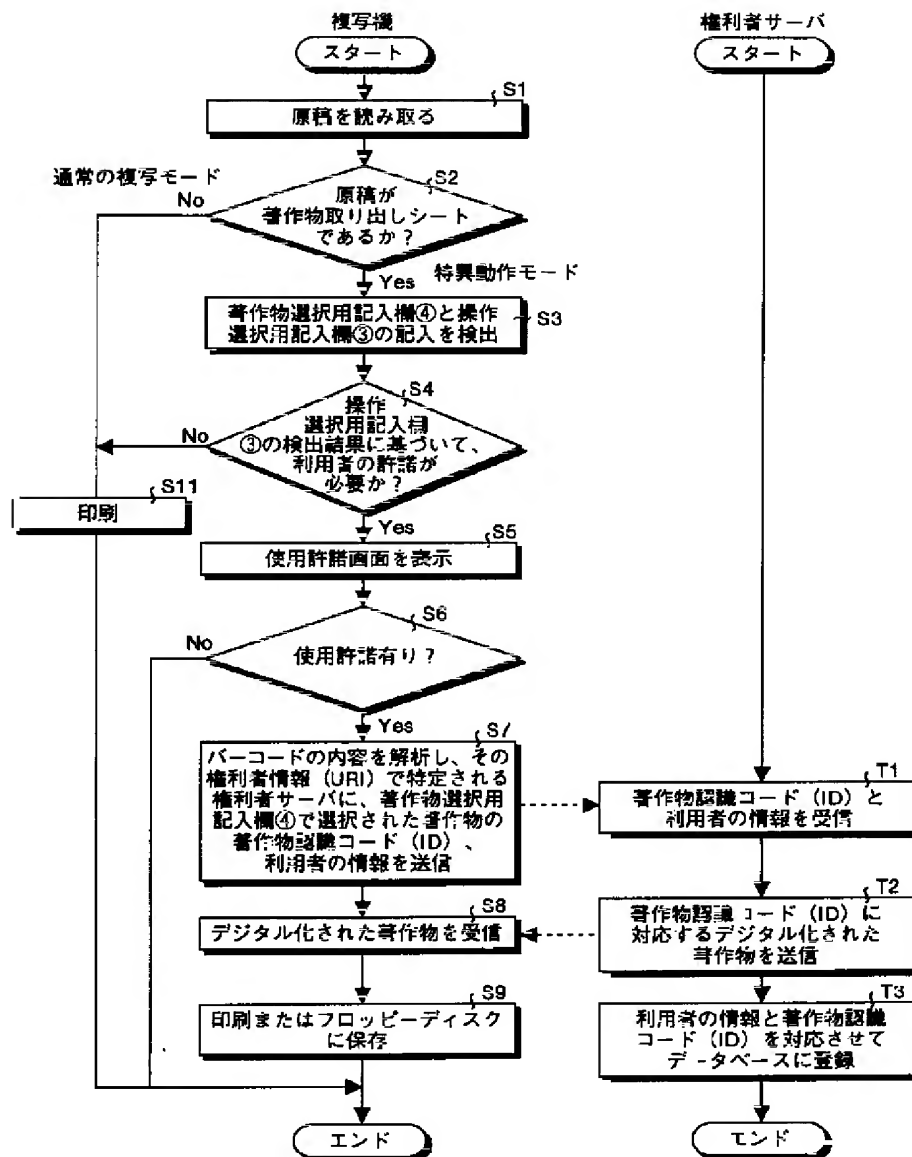 複写機
スタート
S1
原稿を読み取る
通常の複写モード
S2
No
原稿が
著作物取り出しシート
であるか？
Yes
特異動作モード
著作物選択用記入欄④と操作
選択用記入欄③の記入を検出
S3
S4
操作
選択用記入欄
③の検出結果に基づいて、
利用者の許諾が
必要か？
No
S11
印刷
Yes
S5
使用許諾画面を表示
S6
No
使用許諾有り？
Yes
S7
バーコードの内容を解析し、その
権利者情報（URI）で特定される
権利者サーバに、著作物選択用
記入欄④で選択された著作物の
著作物認識コード（ID）、
利用者の情報を送信
S8
デジタル化された著作物を受信
S9
印刷またはフロッピーディスク
に保存
エンド
権利者サーバ
スタート
T1
著作物認識コード（ID）と
利用者の情報を受信
T2
著作物認識コード（ID）に
対応するデジタル化された
著作物を送信
T3
利用者の情報と著作物認識
コード（ID）を対応させて
データベースに登録
エンド